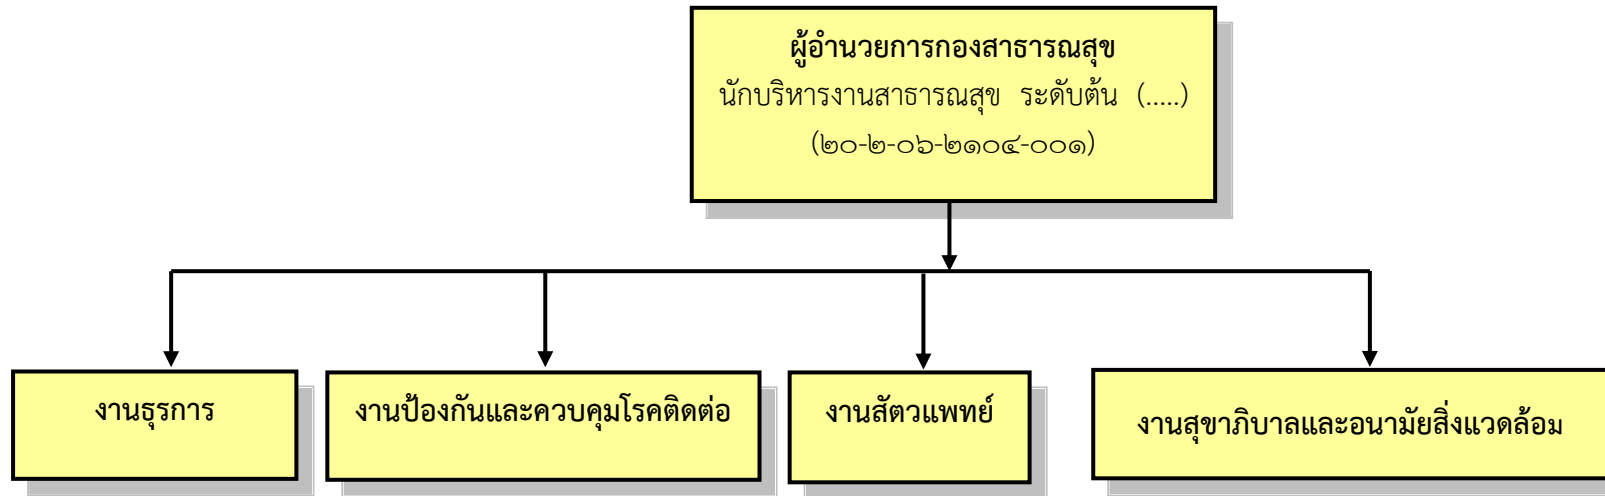 ผู้อำนวยการกองสาธารณสุข
นักบริหารงานสาธารณสุข ระดับต้น (.....)
(๒๐-๒-๐๖-๒๑๐๔-๐๐๑)
งานธุรการ
งานป้องกันและควบคุมโรคติดต่อ
งานสัตวแพทย์
งานสุขาภิบาลและอนามัยสิ่งแวดล้อม